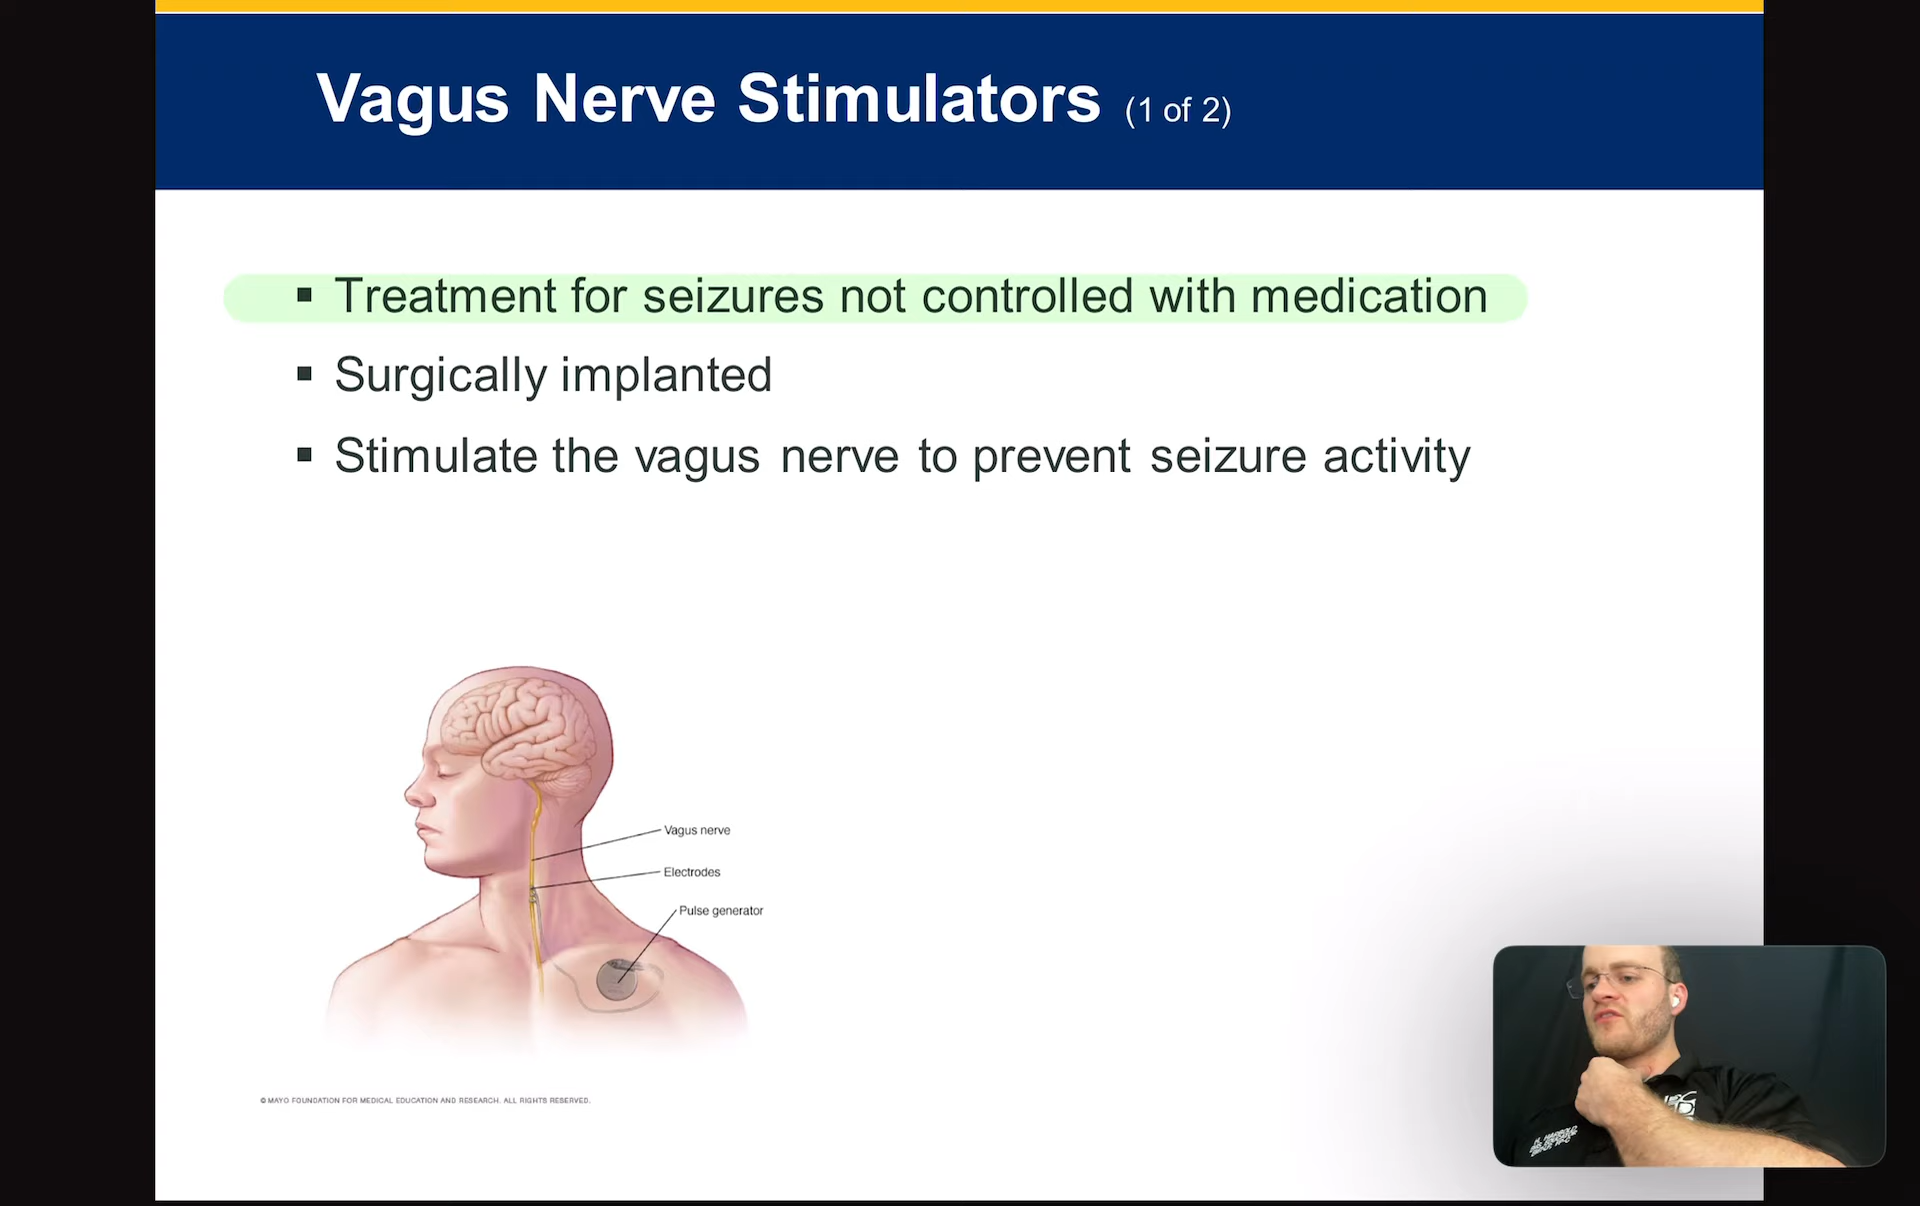 Vagus Nerve Stimulators (1 of 2)
▪ Treatment for seizures not controlled with medication
▪ Surgically implanted
▪ Stimulate the vagus nerve to prevent seizure activity
Vagus nerve
Electrodes
Pulse generator
© MAYO FOUNDATION FOR MEDICAL EDUCATION AND RESEARCH. ALL RIGHTS RESERVED.